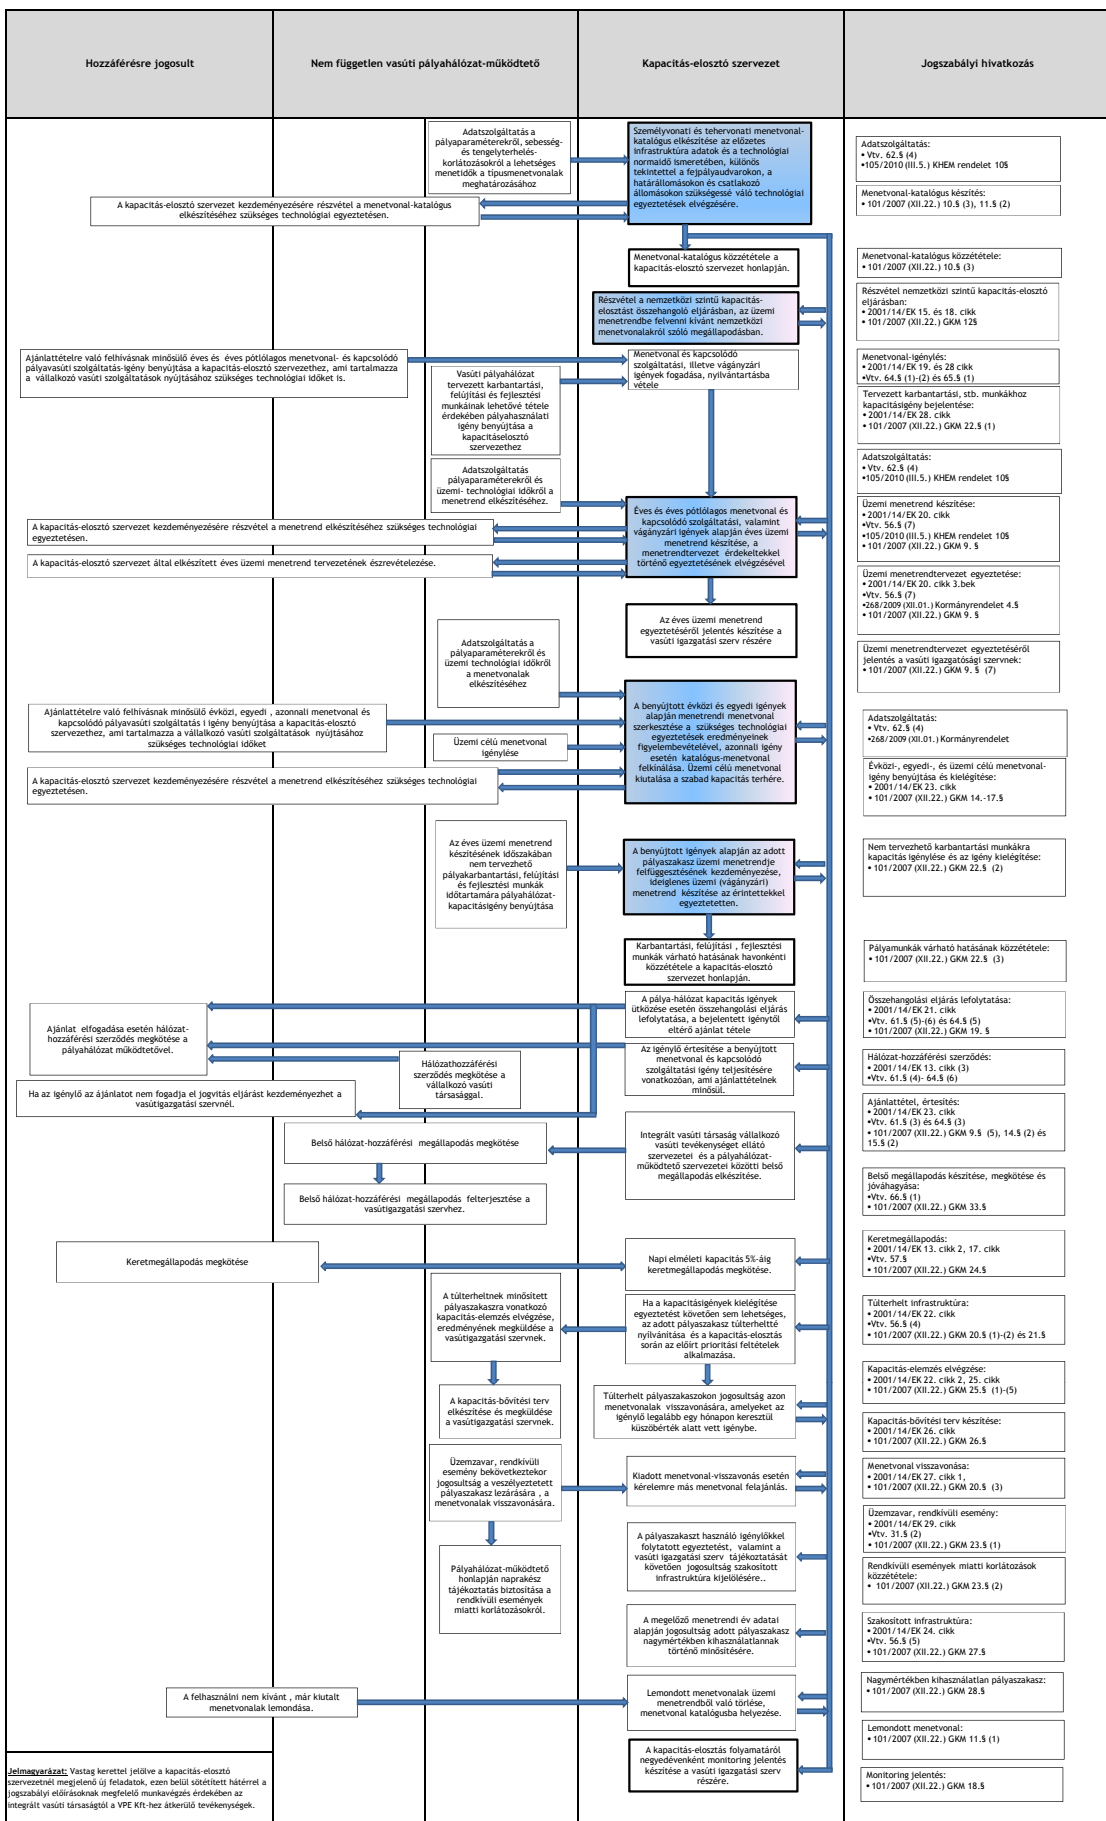 Hozzáférésre jogosult
Nem független vasúti pályahálózat-működtető
Kapacitás-elosztó szervezet
Jogszabályi hivatkozás
Adatszolgáltatás a
pályaparaméterekről, sebesség-
és tengelyterhelés-
korlátozásokról a lehetséges
menetidők a típusmenetvonalak
meghatározásához
Személyvonati és tehervonati menetvonal-
katalógus elkészítése az előzetes
infrastruktúra adatok és a technológiai
normaidő ismeretében, különös
tekintettel a fejpályaudvarokon, a
határállomásokon és csatlakozó
állomásokon szükségessé váló technológiai
egyeztetések elvégzésére.
Adatszolgáltatás:
• Vtv. 62.§ (4)
•105/2010 (III.5.) KHEM rendelet 10§
A kapacitás-elosztó szervezet kezdeményezésére részvétel a menetvonal-katalógus
elkészítéséhez szükséges technológiai egyeztetésen.
Menetvonal-katalógus készítés:
• 101/2007 (XII.22.) 10.§ (3), 11.§ (2)
Menetvonal-katalógus közzététele a
kapacitás-elosztó szervezet honlapján.
Menetvonal-katalógus közzététele:
• 101/2007 (XII.22.) 10.§ (3)
Részvétel a nemzetközi szintű kapacitás-
elosztást összehangoló eljárásban, az üzemi
menetrendbe felvenni kívánt nemzetközi
menetvonalakról szóló megállapodásban.
Részvétel nemzetközi szintű kapacitás-elosztó
eljárásban:
• 2001/14/EK 15. és 18. cikk
• 101/2007 (XII.22.) GKM 12§
Ajánlattételre való felhívásnak minősülő éves és  éves pótlólagos menetvonal- és kapcsolódó
pályavasúti szolgáltatás-igény benyújtása a kapacitás-elosztó szervezethez, ami tartalmazza
a  vállalkozó vasúti szolgáltatások nyújtásához szükséges technológiai időket is.
Menetvonal és kapcsolódó
szolgáltatási, illetve vágányzári
igények fogadása, nyilvántartásba
vétele
Menetvonal-igénylés:
• 2001/14/EK 19. és 28 cikk
•Vtv. 64.§ (1)-(2) és 65.§ (1)
Vasúti pályahálózat
tervezett karbantartási,
felújítási és fejlesztési
munkáinak lehetővé tétele
érdekében pályahasználati
igény benyújtása a
kapacitáselosztó
szervezethez
Tervezett karbantartási, stb. munkákhoz
kapacitásigény bejelentése:
• 2001/14/EK 28. cikk
• 101/2007 (XII.22.) GKM 22.§ (1)
Adatszolgáltatás
pályaparaméterekről és
üzemi- technológiai időkről a
menetrend elkészítéséhez.
Adatszolgáltatás:
• Vtv. 62.§ (4)
•105/2010 (III.5.) KHEM rendelet 10§
Éves és éves pótlólagos menetvonal és
kapcsolódó szolgáltatási, valamint
vágányzári igények alapján éves üzemi
menetrend készítése, a
menetrendtervezet érdekeltekkel
történő egyeztetésének elvégzésével
Üzemi menetrend készítése:
• 2001/14/EK 20. cikk
•Vtv. 56.§ (7)
•105/2010 (III.5.) KHEM rendelet 10§
• 101/2007 (XII.22.) GKM 9. §
A kapacitás-elosztó szervezet kezdeményezésére részvétel a menetrend elkészítéséhez szükséges technológiai
egyeztetésen.
A kapacitás-elosztó szervezet által elkészített éves üzemi menetrend tervezetének észrevételezése.
Üzemi menetrendtervezet egyeztetése:
• 2001/14/EK 20. cikk 3.bek
•Vtv. 56.§ (7)
•268/2009 (XII.01.) Kormányrendelet 4.§
• 101/2007 (XII.22.) GKM 9. §
Az éves üzemi menetrend
egyeztetéséről jelentés készítése a
vasúti igazgatási szerv részére
Üzemi menetrendtervezet egyeztetéséről
jelentés a vasúti igazgatósági szervnek:
• 101/2007 (XII.22.) GKM 9. §  (7)
Adatszolgáltatás a
pályaparaméterekről és
üzemi technológiai időkről
a menetvonalak
elkészítéséhez
Ajánlattételre való felhívásnak minősülő évközi, egyedi , azonnali menetvonal és
kapcsolódó pályavasúti szolgáltatás i igény benyújtása a kapacitás-elosztó
szervezethez, ami tartalmazza a vállalkozó vasúti szolgáltatások  nyújtásához
szükséges technológiai időket
Üzemi célú menetvonal
igénylése
A benyújtott évközi és egyedi igények
alapján menetrendi menetvonal
szerkesztése a  szükséges technológiai
egyeztetések eredményeinek
figyelembevételével, azonnali igény
esetén katalógus-menetvonal
felkínálása. Üzemi célú menetvonal
kiutalása a szabad kapacitás terhére.
Adatszolgáltatás:
• Vtv. 62.§ (4)
•268/2009 (XII.01.) Kormányrendelet
A kapacitás-elosztó szervezet kezdeményezésére részvétel a menetrend elkészítéséhez szükséges technológiai
egyeztetésen.
Évközi-, egyedi-, és üzemi célú menetvonal-
igény benyújtása és kielégítése:
• 2001/14/EK 23. cikk
• 101/2007 (XII.22.) GKM 14.-17.§
Az éves üzemi menetrend
készítésének időszakában
nem tervezhető
pályakarbantartási, felújítási
és fejlesztési munkák
időtartamára pályahálózat-
kapacitásigény benyújtása
A benyújtott igények alapján az adott
pályaszakasz üzemi menetrendje
felfüggesztésének kezdeményezése,
ideiglenes üzemi (vágányzári)
menetrend  készítése az érintettekkel
egyeztetetten.
Nem tervezhető karbantartási munkákra
kapacitás igénylése és az igény kielégítése:
• 101/2007 (XII.22.) GKM 22.§  (2)
Karbantartási, felújítási , fejlesztési
munkák várható hatásának havonkénti
közzététele a kapacitás-elosztó
szervezet honlapján.
Pályamunkák várható hatásának közzététele:
• 101/2007 (XII.22.) GKM 22.§  (3)
A pálya-hálózat kapacitás igények
ütközése esetén összehangolási eljárás
lefolytatása, a bejelentett igénytől
eltérő ajánlat tétele
Összehangolási eljárás lefolytatása:
• 2001/14/EK 21. cikk
•Vtv. 61.§ (5)-(6) és 64.§ (5)
• 101/2007 (XII.22.) GKM 19. §
Ajánlat  elfogadása esetén hálózat-
hozzáférési szerződés megkötése a
pályahálózat működtetővel.
Hálózathozzáférési
szerződés megkötése a
vállalkozó vasúti
társasággal.
Az igénylő értesítése a benyújtott
menetvonal és kapcsolódó
szolgáltatási igény teljesítésére
vonatkozóan, ami ajánlattételnek
minősül.
Hálózat-hozzáférési szerződés:
• 2001/14/EK 13. cikk (3)
•Vtv. 61.§ (4)- 64.§ (6)
Ha az igénylő az ájánlatot nem fogadja el jogvitás eljárást kezdeményezhet a
vasútigazgatási szervnél.
Ajánlattétel, értesítés:
• 2001/14/EK 23. cikk
•Vtv. 61.§ (3) és 64.§ (3)
• 101/2007 (XII.22.) GKM 9.§  (5), 14.§ (2) és
15.§ (2)
Belső hálózat-hozzáférési  megállapodás megkötése
Integrált vasúti társaság vállalkozó
vasúti tevékenységet ellátó
szervezetei  és a pályahálózat-
működtető szervezetei közötti belső
megállapodás elkészítése.
Belső hálózat-hozzáférési  megállapodás  felterjesztése a
vasútigazgatási szervhez.
Belső megállapodás készítése, megkötése és
jóváhagyása:
•Vtv. 66.§ (1)
• 101/2007 (XII.22.) GKM 33.§
Keretmegállapodás megkötése
Napi elméleti kapacitás 5%-áig
keretmegállapodás megkötése.
Keretmegállapodás:
• 2001/14/EK 13. cikk 2, 17. cikk
•Vtv. 57.§
• 101/2007 (XII.22.) GKM 24.§
A túlterheltnek minősített
pályaszakaszra vonatkozó
kapacitás-elemzés elvégzése,
eredményének megküldése a
vasútigazgatási szervnek.
Ha a kapacitásigények kielégítése
egyeztetést követően sem lehetséges,
az adott pályaszakasz túlterheltté
nyilvánítása  és a kapacitás-elosztás
során az előírt prioritási feltételek
alkalmazása.
Túlterhelt infrastruktúra:
• 2001/14/EK 22. cikk
•Vtv. 56.§ (4)
• 101/2007 (XII.22.) GKM 20.§ (1)-(2) és 21.§
A kapacitás-bővítési terv
elkészítése és megküldése
a vasútigazgatási szervnek.
Túlterhelt pályaszakaszokon jogosultság azon
menetvonalak visszavonására, amelyeket az
igénylő legalább egy hónapon keresztül
küszöbérték alatt vett igénybe.
Kapacitás-elemzés elvégzése:
• 2001/14/EK 22. cikk 2, 25. cikk
• 101/2007 (XII.22.) GKM 25.§  (1)-(5)
Kapacitás-bővítési terv készítése:
• 2001/14/EK 26. cikk
• 101/2007 (XII.22.) GKM 26.§
Üzemzavar, rendkívüli
esemény bekövetkeztekor
jogosultság a veszélyeztetett
pályaszakasz lezárására , a
menetvonalak visszavonására.
Kiadott menetvonal-visszavonás esetén
kérelemre más menetvonal felajánlás.
Menetvonal visszavonása:
• 2001/14/EK 27. cikk 1,
• 101/2007 (XII.22.) GKM 20.§  (3)
Üzemzavar, rendkívüli esemény:
• 2001/14/EK 29. cikk
•Vtv. 31.§ (2)
• 101/2007 (XII.22.) GKM 23.§ (1)
Pályahálózat-működtető
honlapján naprakész
tájékoztatás biztosítása a
rendkívüli események
miatti korlátozásokról.
A pályaszakaszt használó igénylőkkel
folytatott egyeztetést,  valamint a
vasúti igazgatási szerv  tájékoztatását
követően  jogosultság szakosított
infrastruktúra kijelölésére..
Rendkívüli események miatti korlátozások
közzététele:
•  101/2007 (XII.22.) GKM 23.§ (2)
A megelőző menetrendi év adatai
alapján jogosultság adott pályaszakasz
nagymértékben kihasználatlannak
történő minősítésére.
Szakosított infrastruktúra:
• 2001/14/EK 24. cikk
•Vtv. 56.§ (5)
• 101/2007 (XII.22.) GKM 27.§
A felhasználni nem kívánt , már kiutalt
menetvonalak lemondása.
Lemondott menetvonalak üzemi
menetrendből való törlése,
menetvonal katalógusba helyezése.
Nagymértékben kihasználatlan pályaszakasz:
• 101/2007 (XII.22.) GKM 28.§
Lemondott menetvonal:
• 101/2007 (XII.22.) GKM 11.§ (1)
A kapacitás-elosztás folyamatáról
negyedévenként monitoring jelentés
készítése a vasúti igazgatási szerv
részére.
Monitoring jelentés:
• 101/2007 (XII.22.) GKM 18.§
Jelmagyarázat: Vastag kerettel jelölve a kapacitás-elosztó
szervezetnél megjelenő új feladatok, ezen belül sötétített hátérrel a
jogszabályi előírásoknak megfelelő munkavégzés érdekében az
integrált vasúti társaságtól a VPE Kft-hez átkerülő tevékenységek.